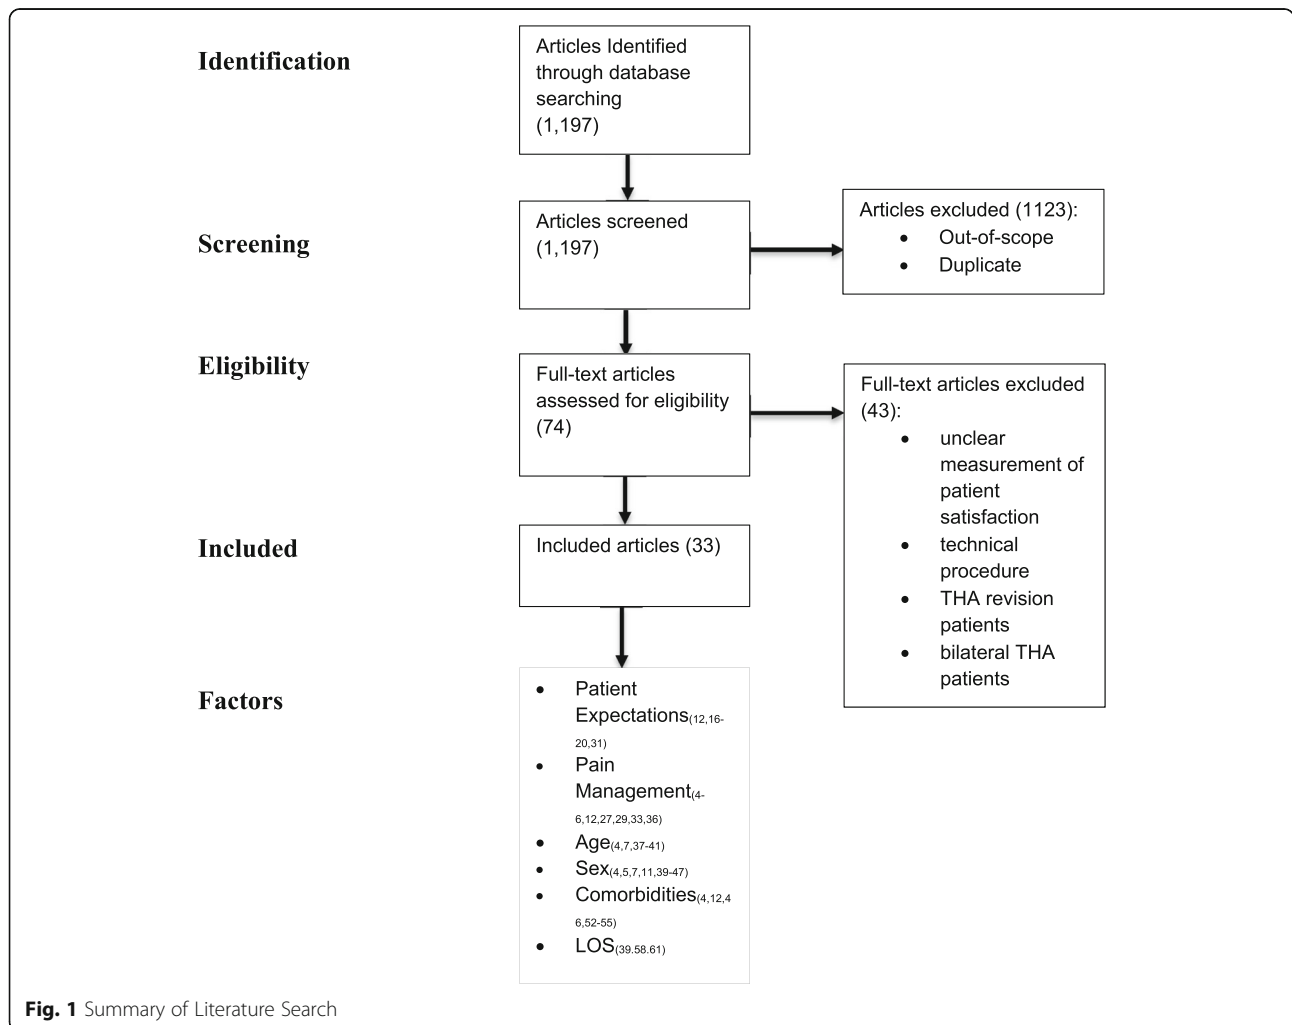 Identification
Articles Identified
through database
searching
(1,197)
Screening
Articles screened
(1,197)
Articles excluded (1123):
• Out-of-scope
• Duplicate
Eligibility
Full-text articles
assessed for eligibility
(74)
Full-text articles excluded
(43):
• unclear
measurement of
patient
satisfaction
• technical
procedure
• THA revision
patients
• bilateral THA
patients
Included
Included articles (33)
Factors
• Patient
Expectations(12,16-
20,31)
• Pain
Management(4-
6,12,27,29,33,36)
• Age(4,7,37-41)
• Sex(4,5,7,11,39-47)
• Comorbidities(4,12,4
6,52-55)
• LOS(39.58.61)
Fig. 1 Summary of Literature Search